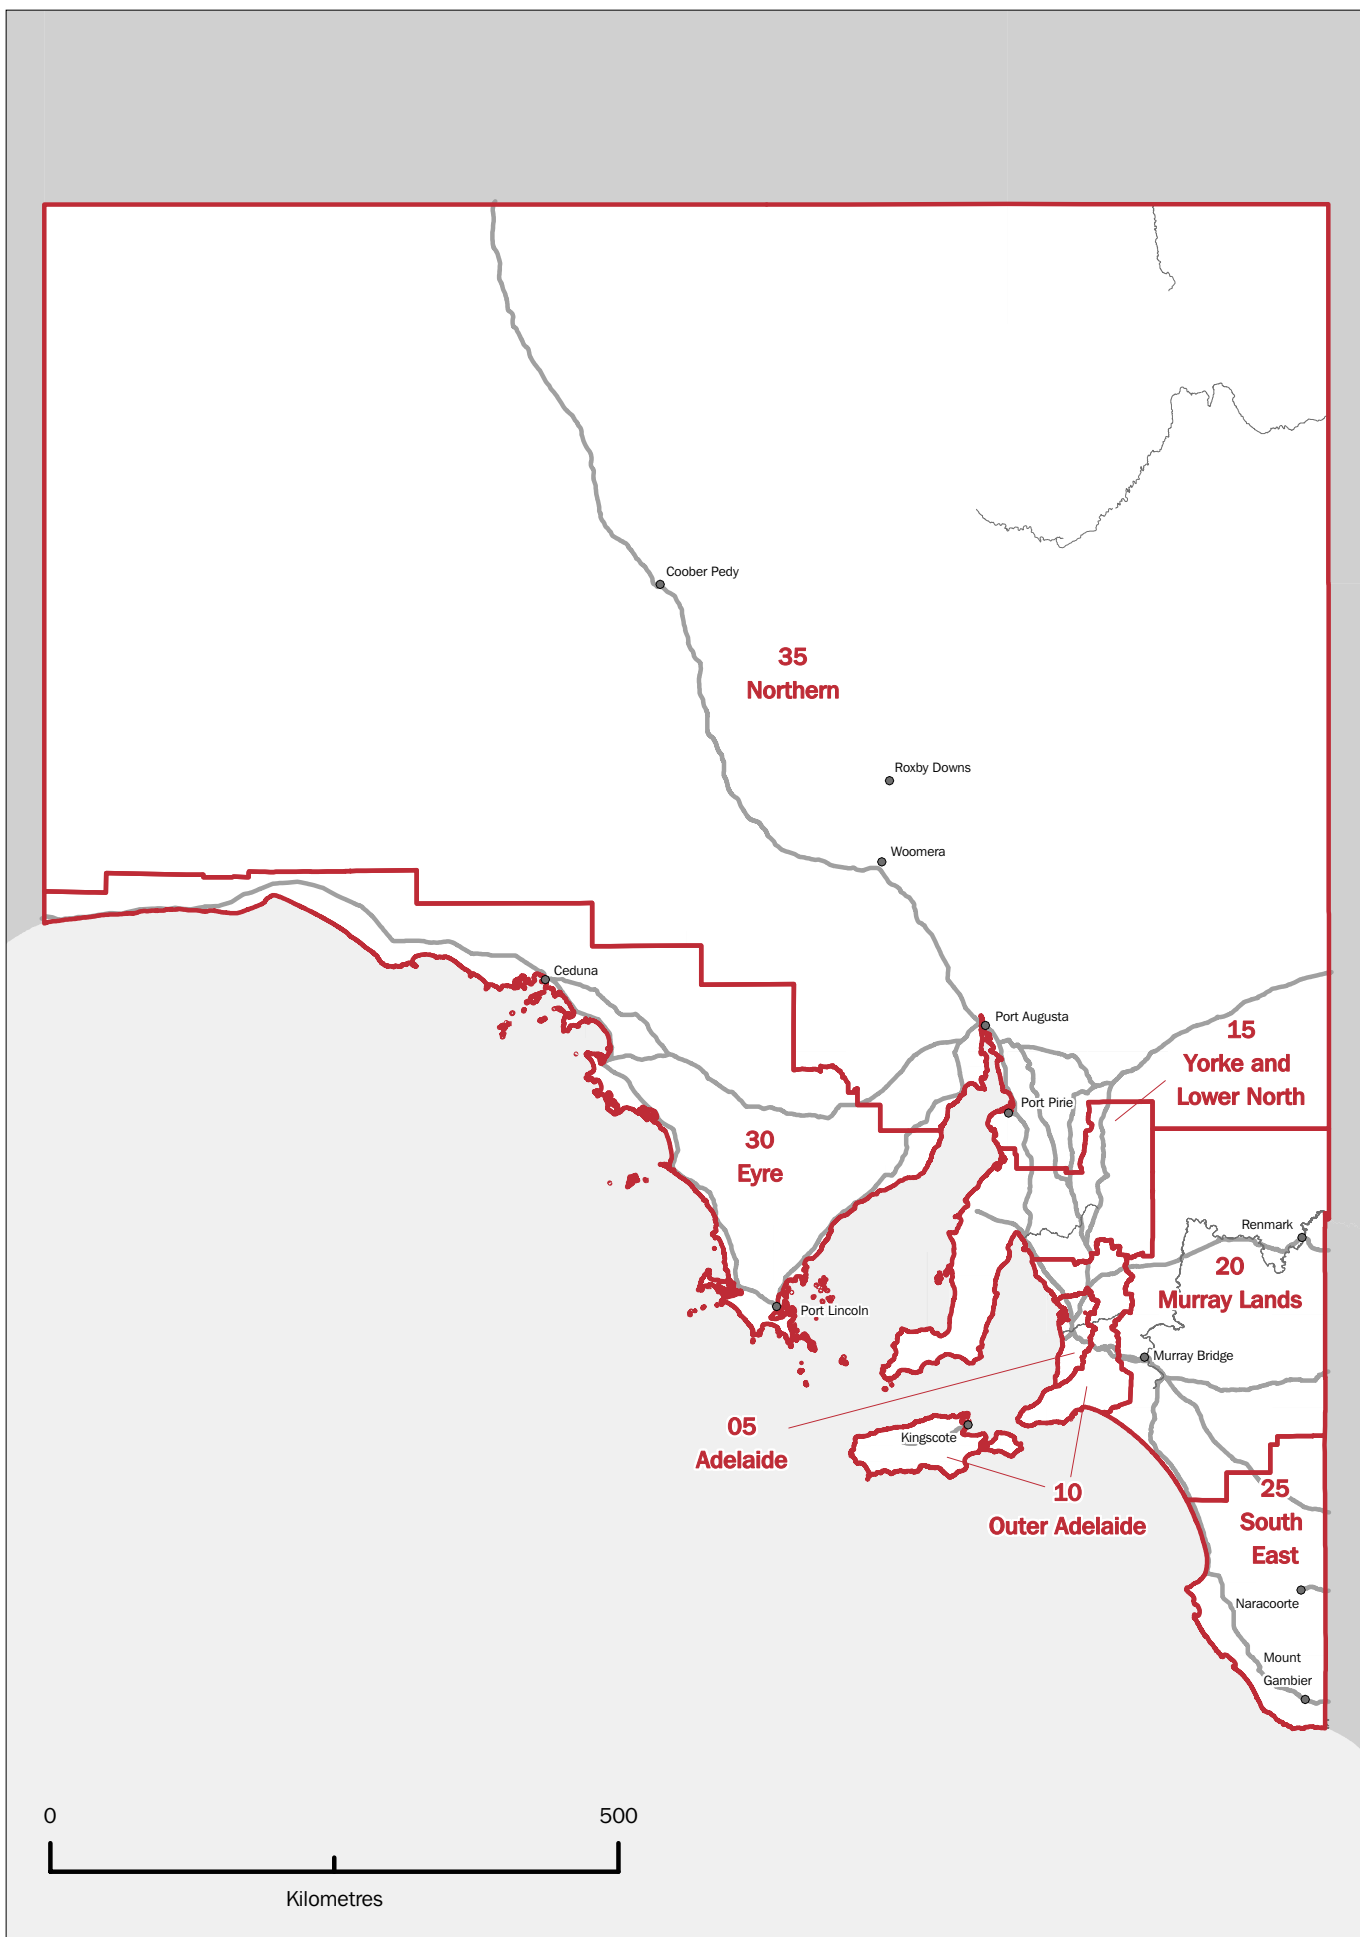 Coober Pedy
35
Northern
Roxby Downs
Woomera
Ceduna
Port Augusta
15
Yorke and
Lower North
Port Pirie
30
Eyre
Renmark
20
Murray Lands
Port Lincoln
Murray Bridge
05
Adelaide
Kingscote
10
Outer Adelaide
25
South
East
Naracoorte
Mount
Gambier
0
500
Kilometres